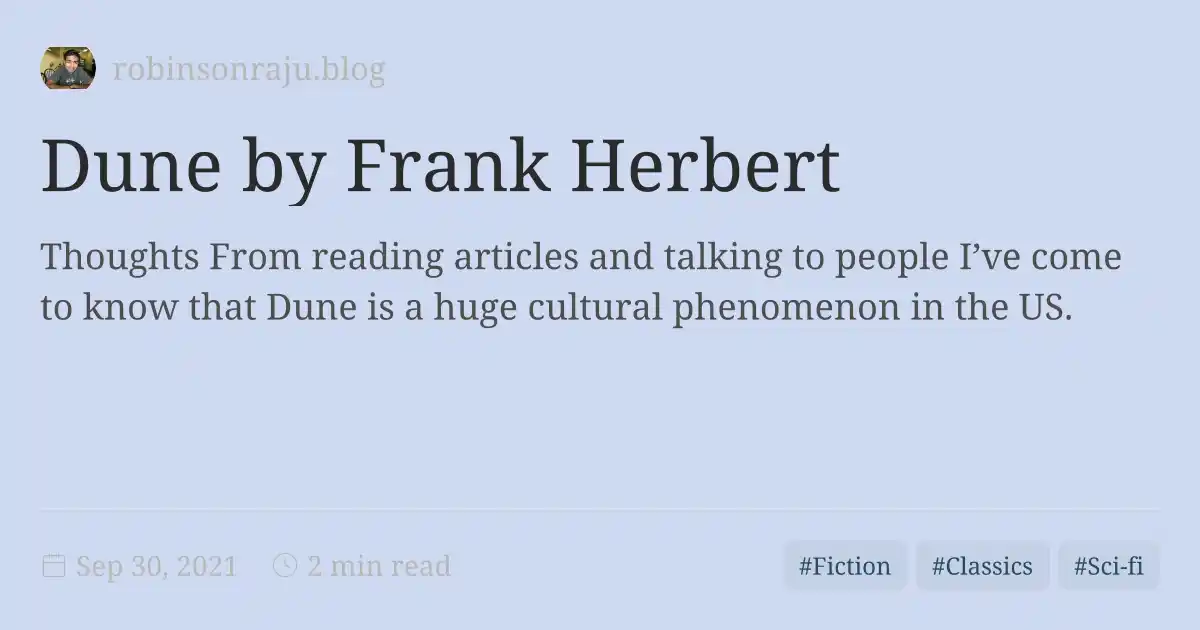 robinsonraju.blog
Dune by Frank Herbert
Thoughts From reading articles and talking to people I’ve come
to know that Dune is a huge cultural phenomenon in the US.
Sep 30, 2021 2 min read #Fiction #Classics #Sci-fi